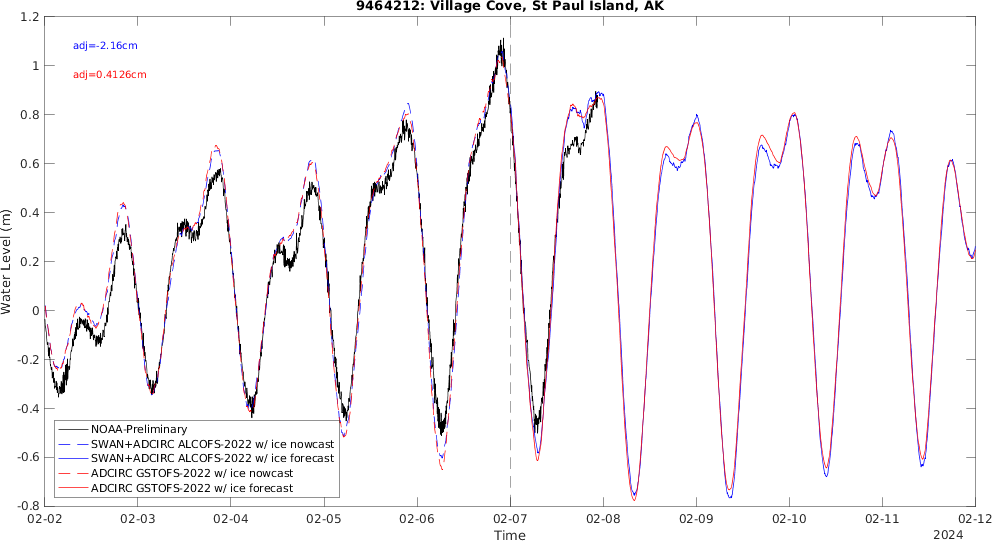 9464212: Village Cove, St Paul Island, AK
adj=-2.16cm
adj=0.4126cm
Water Level (m)
1.2
1
0.8
0.6
0.4
0.2
0
-0.2
-0.4
-0.6
-0.8
NOAA-Preliminary
SWAN+ADCIRC ALCOFS-2022 w/ ice nowcast
SWAN+ADCIRC ALCOFS-2022 w/ ice forecast
ADCIRC GSTOFS-2022 w/ ice nowcast
ADCIRC GSTOFS-2022 w/ ice forecast
02-02 02-03 02-04 02-05 02-06 02-07 02-08 02-09 02-10 02-11 02-12
Time
2024